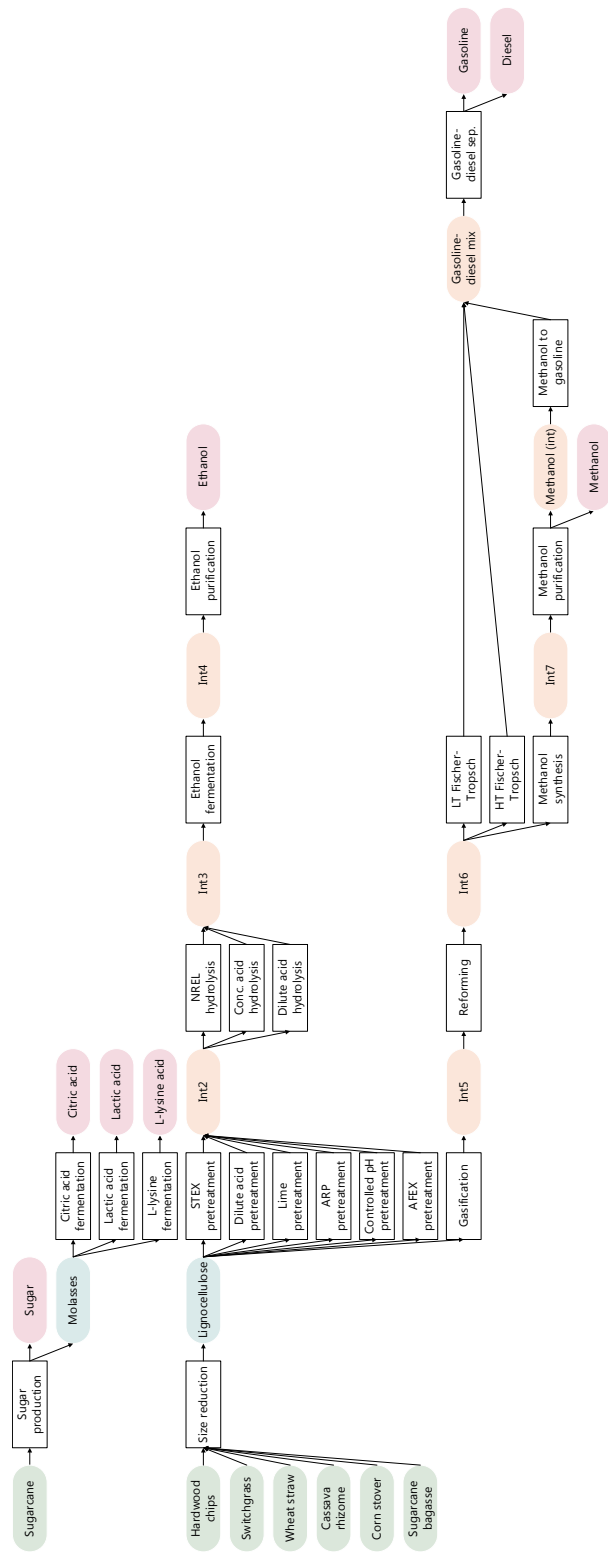 Sugarcane
Sugar
production
Sugar
Molasses
Citric acid
fermentation
Citric acid
Lactic acid
fermentation
Lactic acid
L-lysine
fermentation
L-lysine acid
Hardwood
chips
Switchgrass
Wheat straw
Cassava
rhizome
Corn stover
Sugarcane
bagasse
Size reduction
Lignocellulose
STEX
pretreatment
Dilute acid
pretreatment
Lime
pretreatment
ARP
pretreatment
Controlled pH
pretreatment
AFEX
pretreatment
Gasification
Int2
NREL
hydrolysis
Conc. acid
hydrolysis
Dilute acid
hydrolysis
Int3
Ethanol
fermentation
Int4
Ethanol
purification
Ethanol
Int5
Reforming
Int6
LT Fischer-
Tropsch
HT Fischer-
Tropsch
Methanol
synthesis
Int7
Methanol
purification
Methanol (int)
Methanol
Methanol to
gasoline
Gasoline-
diesel mix
Gasoline-
diesel sep.
Gasoline
Diesel